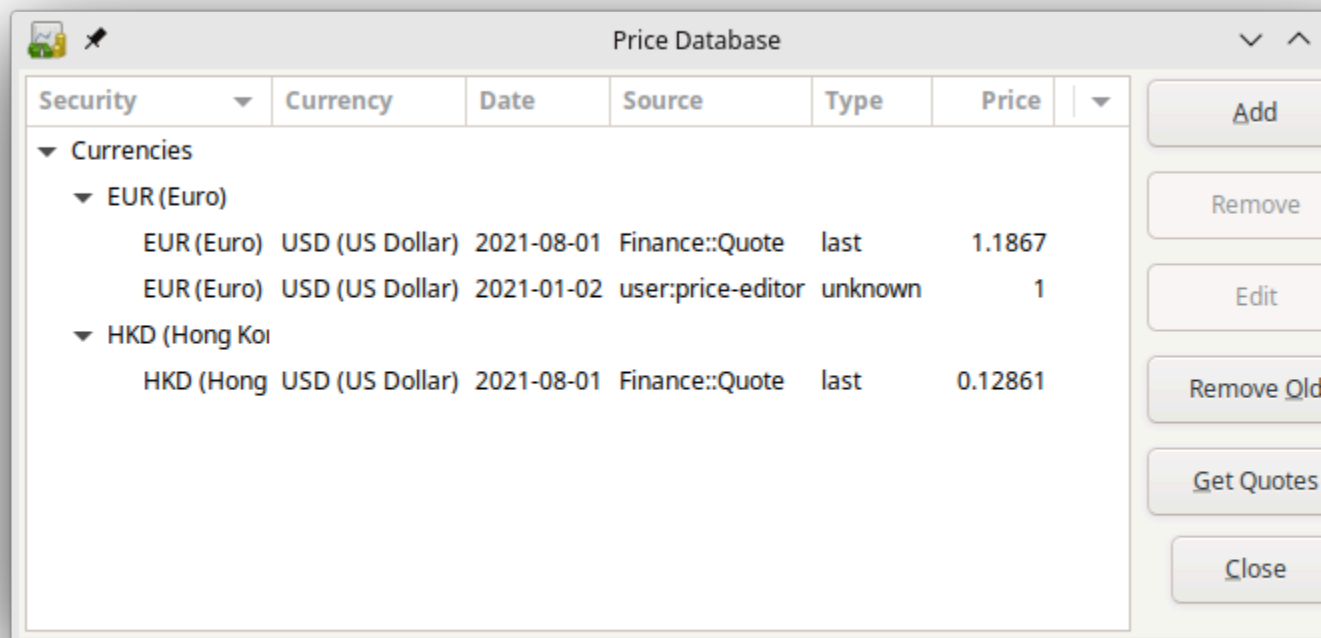 Price Database
Security Currency Date Source Type Price
Add
Currencies
EUR (Euro)
Remove
EUR (Euro) USD (US Dollar) 2021-08-01 Finance::Quote last 1.1867
EUR (Euro) USD (US Dollar) 2021-01-02 user:price-editor unknown 1
Edit
HKD (Hong Kor
HKD (Hong USD (US Dollar) 2021-08-01 Finance::Quote last 0.12861
Remove Old
Get Quotes
Close